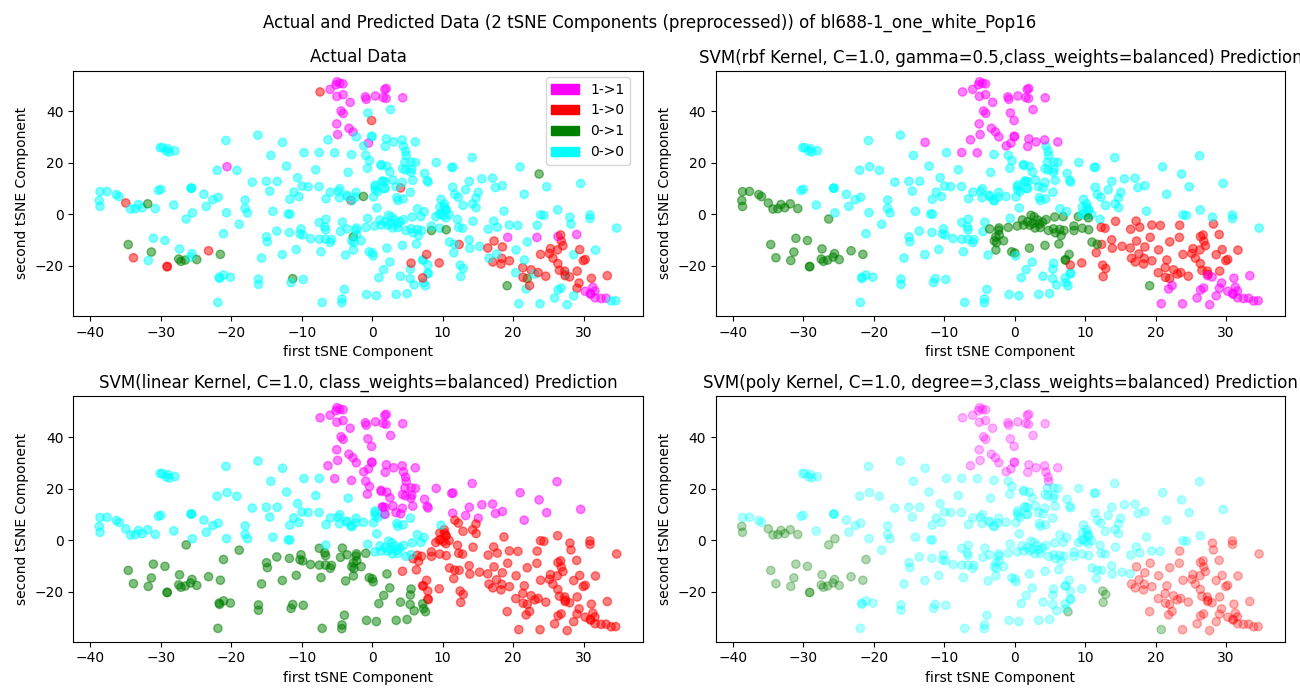 Actual and Predicted Data (2 tSNE Components (preprocessed)) of bl688-1_one_white_Pop16
Actual Data
second tSNE Component
40
20
0
−20
1->1
1->0
0->1
0->0
−40 −30 −20 −10 0 10 20 30
first tSNE Component
SVM(rbf Kernel, C=1.0, gamma=0.5,class_weights=balanced) Prediction
second tSNE Component
40
20
0
−20
−40 −30 −20 −10 0 10 20 30
first tSNE Component
SVM(linear Kernel, C=1.0, class_weights=balanced) Prediction
second tSNE Component
40
20
0
−20
−40 −30 −20 −10 0 10 20 30
first tSNE Component
SVM(poly Kernel, C=1.0, degree=3,class_weights=balanced) Prediction
second tSNE Component
40
20
0
−20
−40 −30 −20 −10 0 10 20 30
first tSNE Component